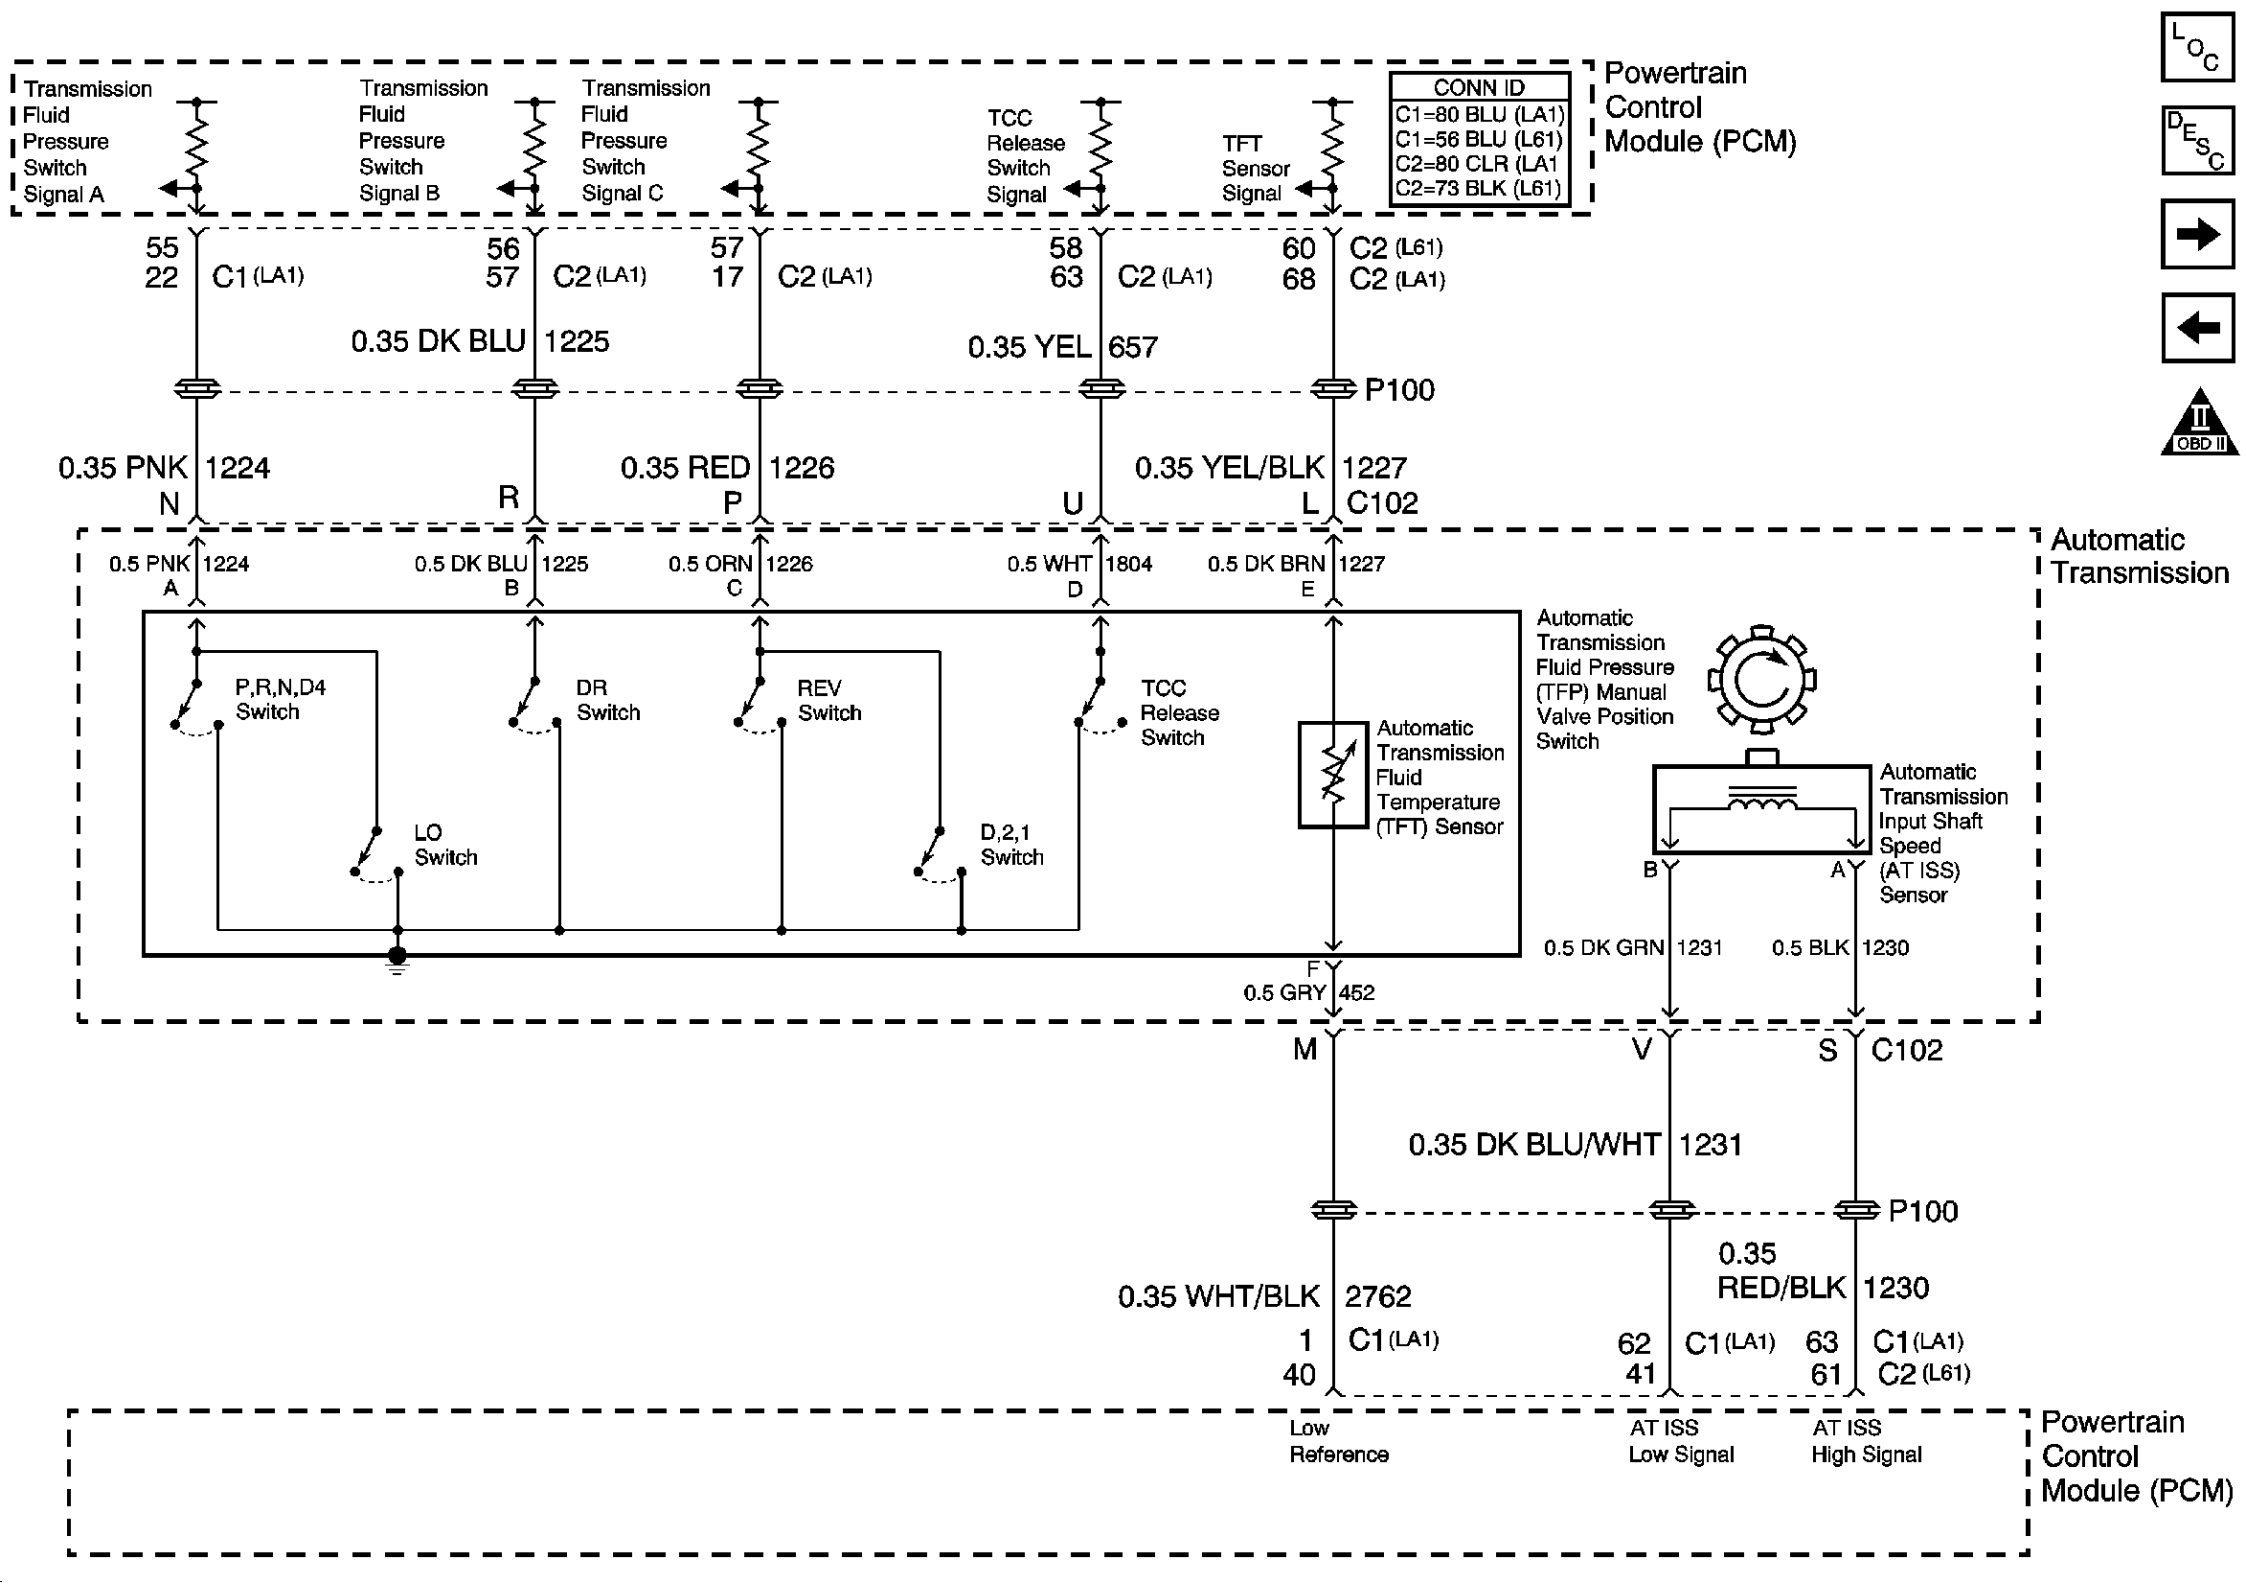 Transmission
Fluid
Pressure
Switch
Signal A
Transmission
Fluid
Pressure
Switch
Signal B
Transmission
Fluid
Pressure
Switch
Signal C
TCC
Release
Switch
Signal
TFT
Sensor
Signal
CONN ID
C1=80 BLU (LA1)
C1=56 BLU (L61)
C2=80 CLR (LA1
C2=73 BLK (L61)
Powertrain
Control
Module (PCM)
LOC
DESC
II
OBD II
55 56 57 58 60 C2 (L61)
22 C1 (LA1) 57 C2 (LA1) 17 C2 (LA1) 63 C2 (LA1) 68 C2 (LA1)
0.35 DK BLU 1225 0.35 YEL 657
P100
0.35 PNK 1224 0.35 RED 1226 0.35 YEL/BLK 1227
N R P U L C102
0.5 PNK 1224 0.5 DK BLU 1225 0.5 ORN 1226 0.5 WHT 1804 0.5 DK BRN 1227
A B C D E
Automatic
Transmission
P,R,N,D4
Switch
DR
Switch
REV
Switch
TCC
Release
Switch
LO
Switch
D,2,1
Switch
Automatic
Transmission
Fluid
Temperature
(TFT) Sensor
Automatic
Transmission
Fluid Pressure
(TFP) Manual
Valve Position
Switch
Automatic
Transmission
Input Shaft
Speed
(AT ISS)
Sensor
B A
0.5 DK GRN 1231 0.5 BLK 1230
F
0.5 GRY 452
M V S C102
0.35 DK BLU/WHT 1231
P100
0.35
RED/BLK 1230
0.35 WHT/BLK 2762
1 C1 (LA1) 62 C1 (LA1) 63 C1 (LA1)
40 41 61 C2 (L61)
Low
Reference
AT ISS
Low Signal
AT ISS
High Signal
Powertrain
Control
Module (PCM)